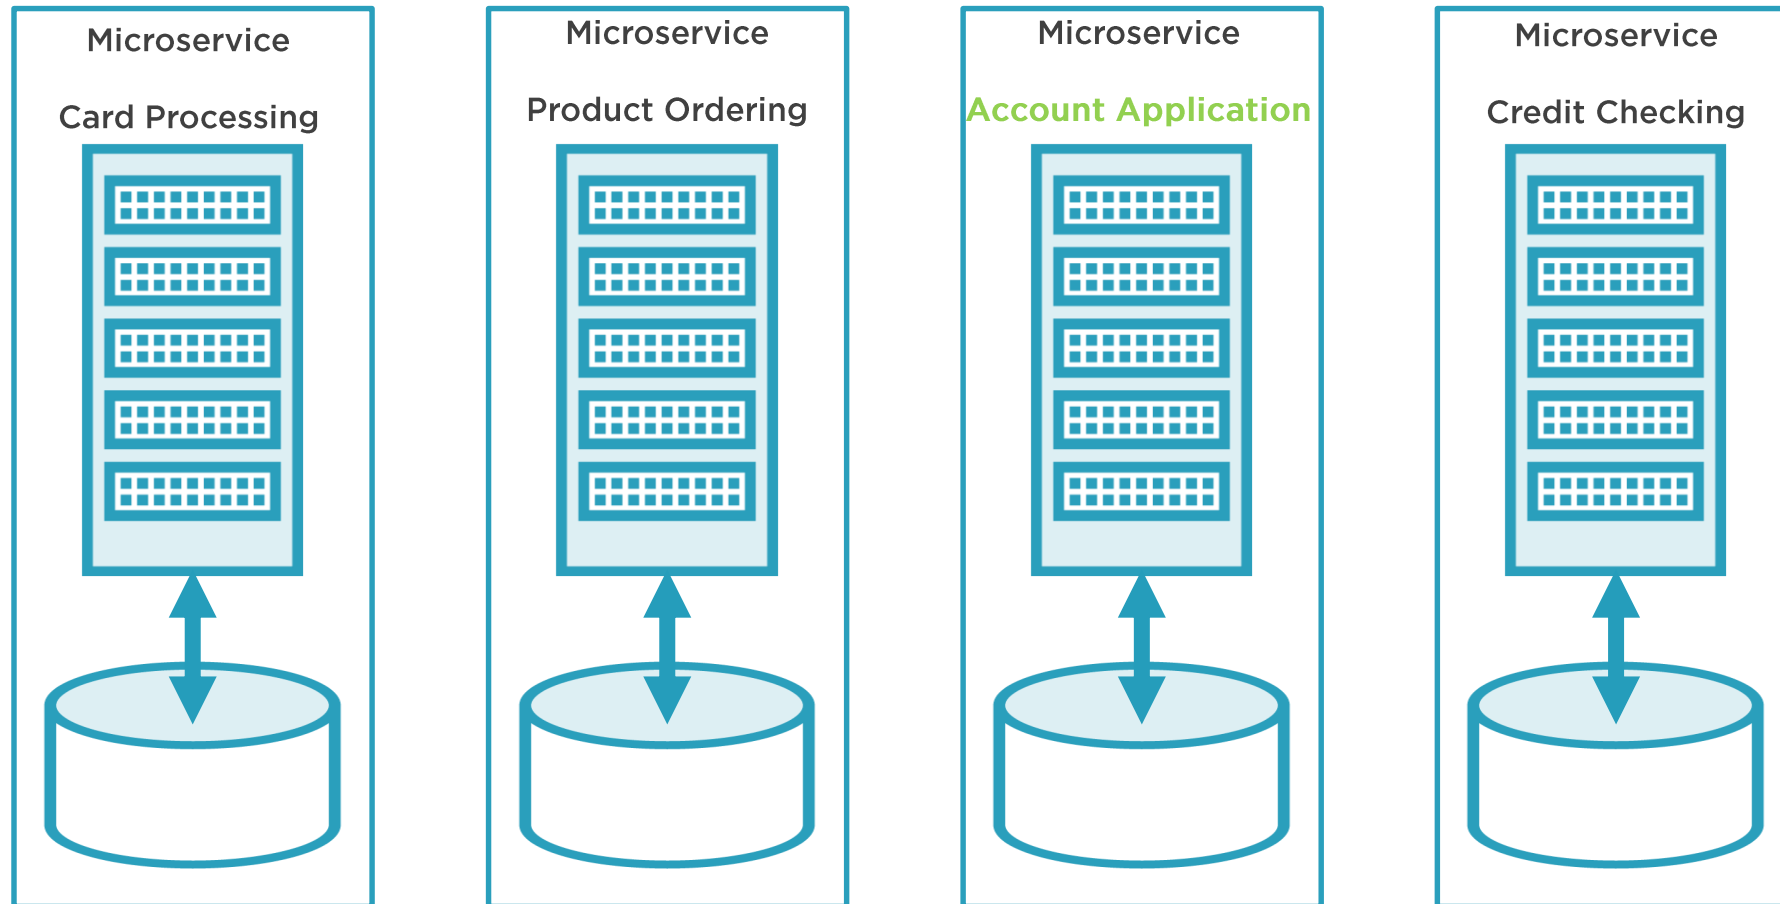 Microservice
Card Processing
Microservice
Product Ordering
Microservice
Account Application
Microservice
Credit Checking